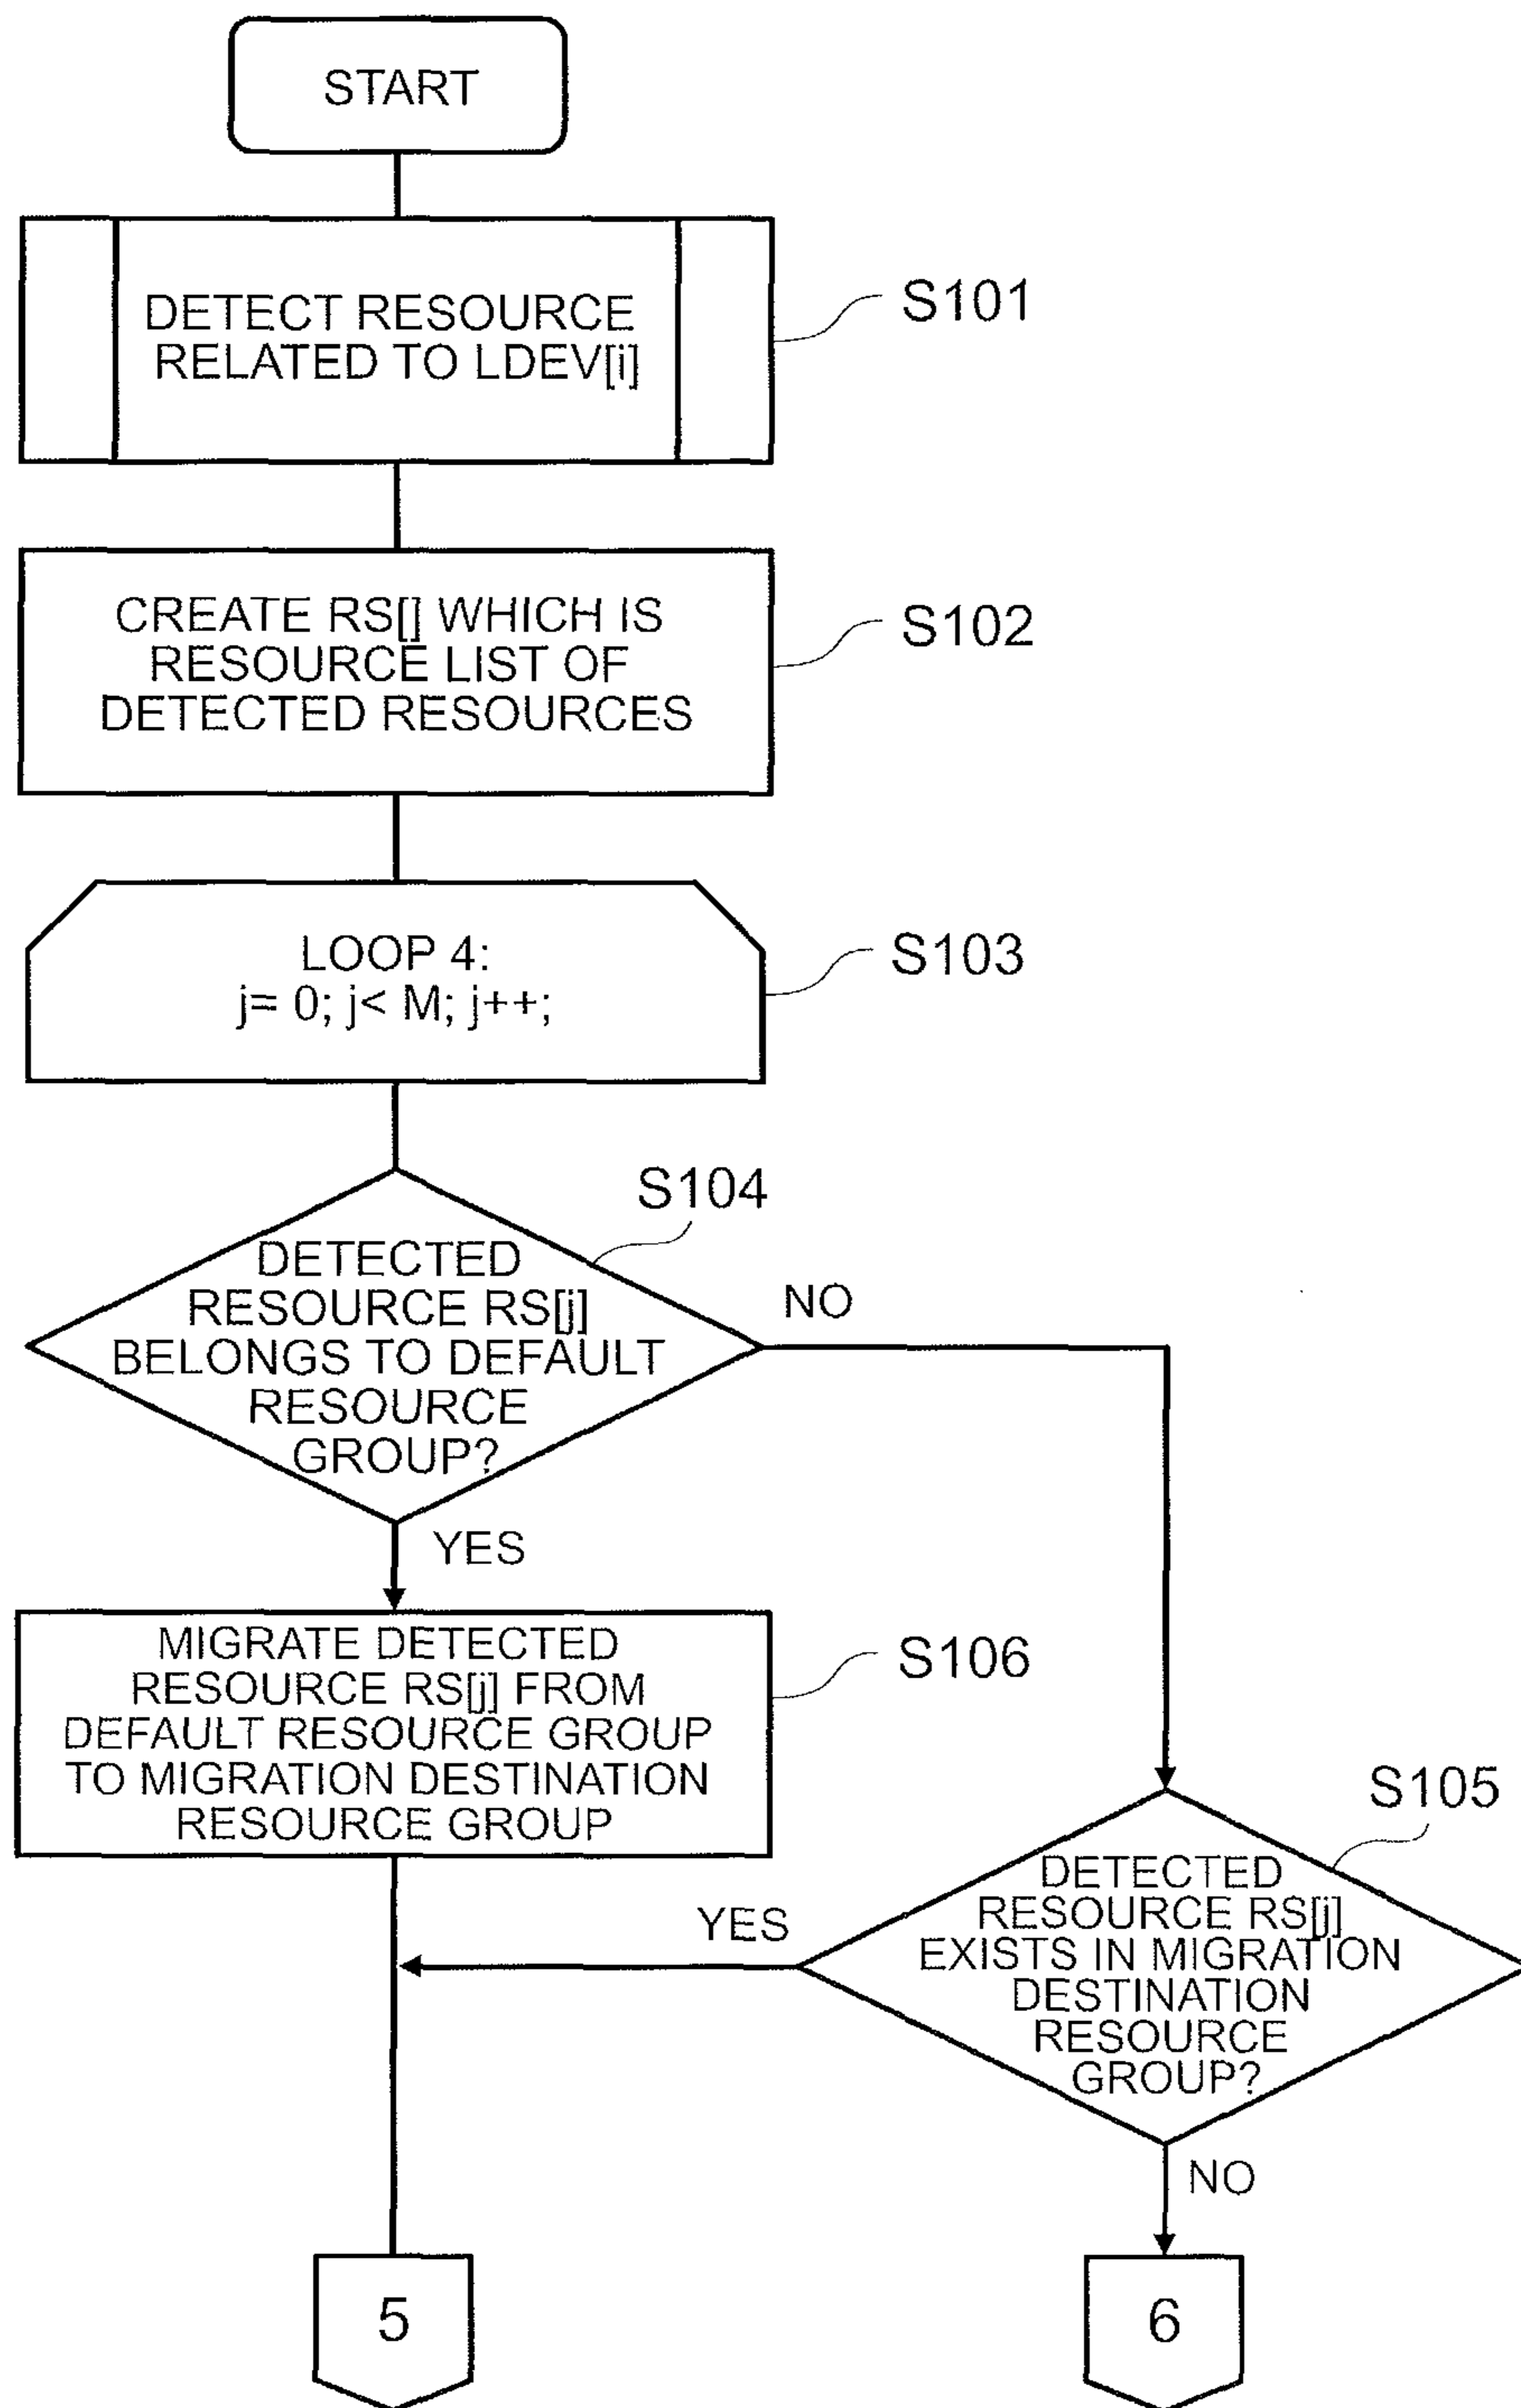 START
DETECT RESOURCE
RELATED TO LDEV[i]
S101
CREATE RS[] WHICH IS
RESOURCE LIST OF
DETECTED RESOURCES
S102
LOOP 4:
j= 0; j< M; j++;
S103
S104
DETECTED
RESOURCE RS[j]
BELONGS TO DEFAULT
RESOURCE
GROUP?
NO
YES
MIGRATE DETECTED
RESOURCE RS[j] FROM
DEFAULT RESOURCE GROUP
TO MIGRATION DESTINATION
RESOURCE GROUP
S106
S105
DETECTED
RESOURCE RS[j]
EXISTS IN MIGRATION
DESTINATION
RESOURCE
GROUP?
YES
NO
5
6